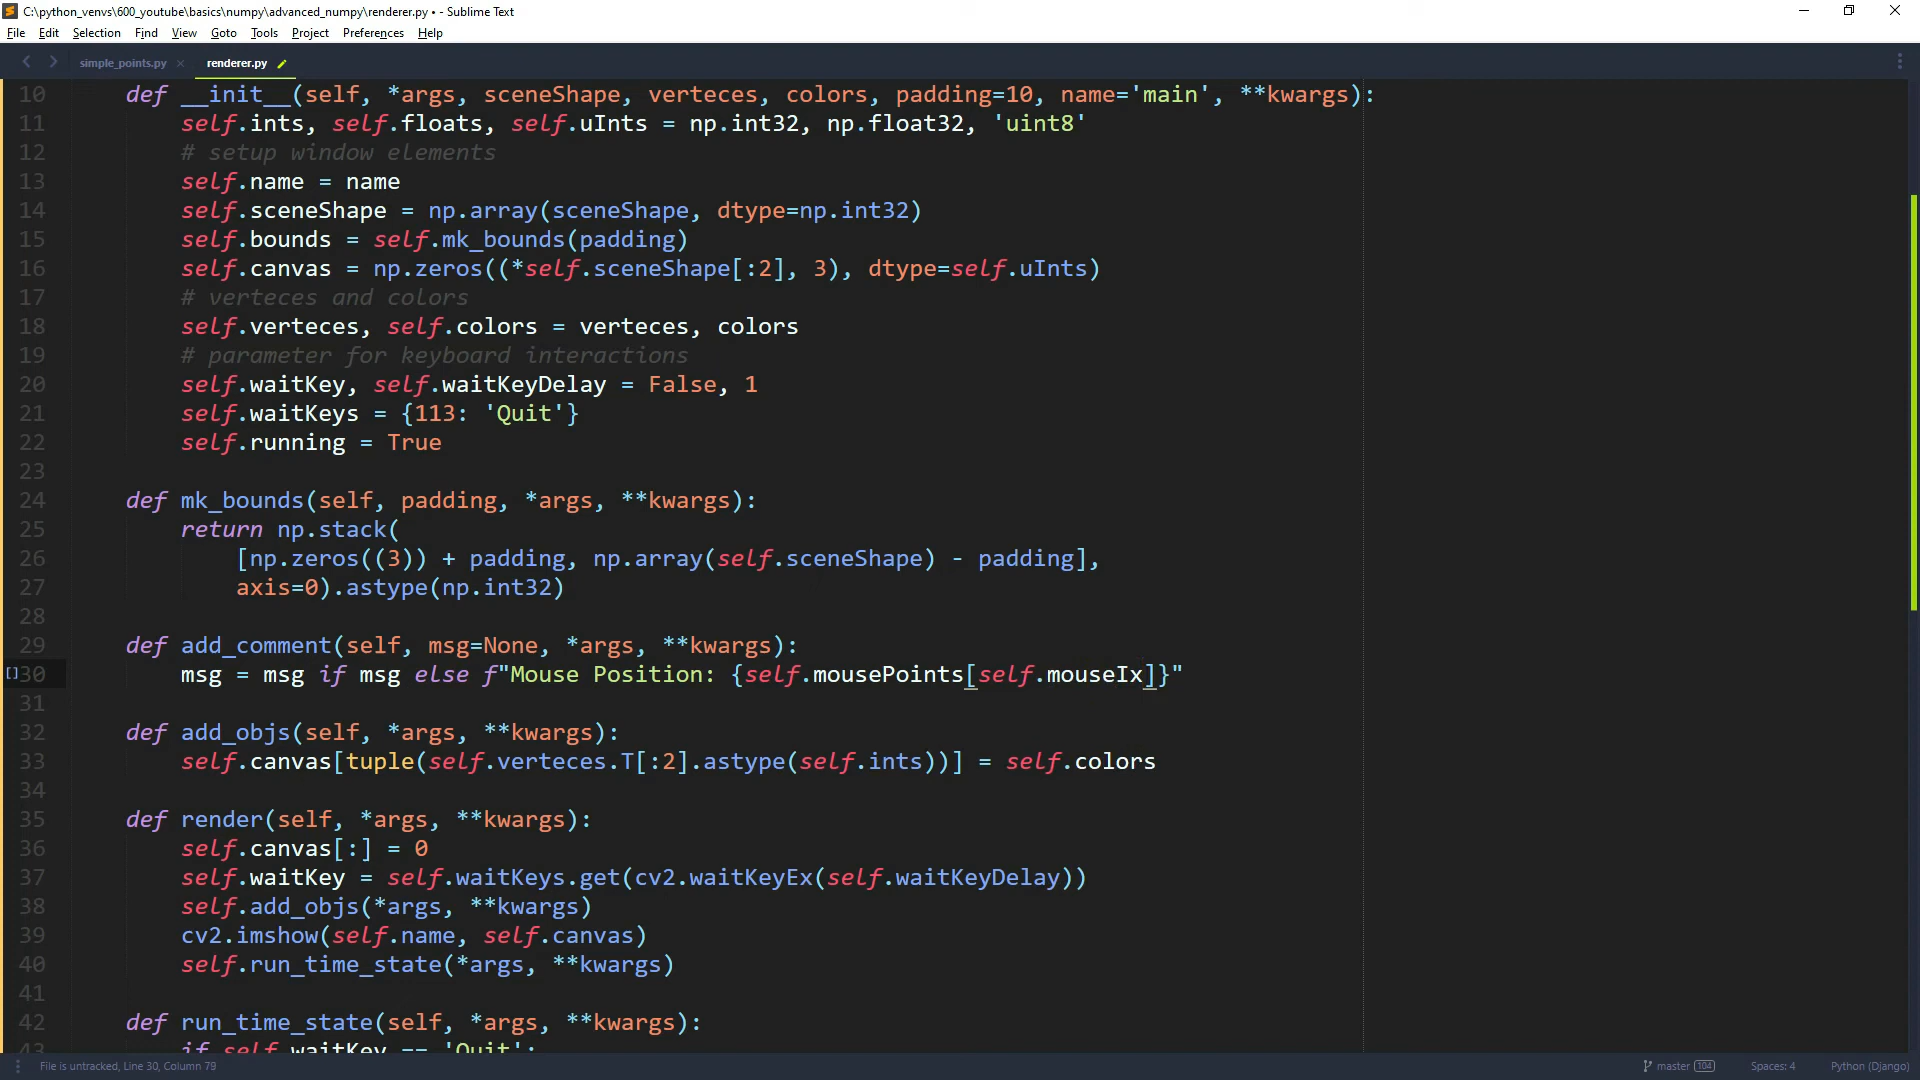 C:\python_venvs\600_youtube\basics\numpy\advanced_numpy\renderer.py • - Sublime Text
File Edit Selection Find View Goto Tools Project Preferences Help
simple_points.py × renderer.py
10 def __init__(self, *args, sceneShape, verteces, colors, padding=10, name='main', **kwargs):
11 self.ints, self.floats, self.uInts = np.int32, np.float32, 'uint8'
12 # setup window elements
13 self.name = name
14 self.sceneShape = np.array(sceneShape, dtype=np.int32)
15 self.bounds = self.mk_bounds(padding)
16 self.canvas = np.zeros((*self.sceneShape[:2], 3), dtype=self.uInts)
17 # verteces and colors
18 self.verteces, self.colors = verteces, colors
19 # parameter for keyboard interactions
20 self.waitKey, self.waitKeyDelay = False, 1
21 self.waitKeys = {113: 'Quit'}
22 self.running = True
23
24 def mk_bounds(self, padding, *args, **kwargs):
25 return np.stack(
26 [np.zeros((3)) + padding, np.array(self.sceneShape) - padding],
27 axis=0).astype(np.int32)
28
29 def add_comment(self, msg=None, *args, **kwargs):
[]30 msg = msg if msg else f"Mouse Position: {self.mousePoints[self.mouseIx]}"
31
32 def add_objs(self, *args, **kwargs):
33 self.canvas[tuple(self.verteces.T[:2].astype(self.ints))] = self.colors
34
35 def render(self, *args, **kwargs):
36 self.canvas[:] = 0
37 self.waitKey = self.waitKeys.get(cv2.waitKeyEx(self.waitKeyDelay))
38 self.add_objs(*args, **kwargs)
39 cv2.imshow(self.name, self.canvas)
40 self.run_time_state(*args, **kwargs)
41
42 def run_time_state(self, *args, **kwargs):
43 if self.waitKey == 'Quit':
File is untracked, Line 30, Column 79 master 104 Spaces: 4 Python (Django)